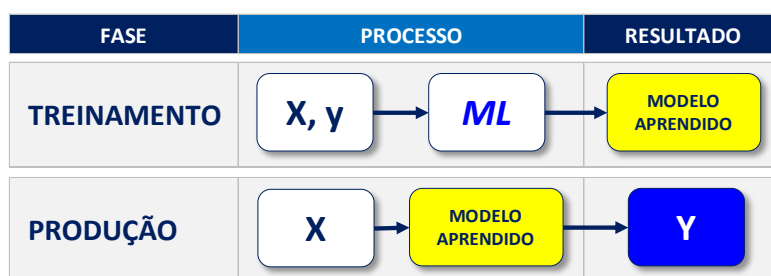 FASE
PROCESSO
RESULTADO
TREINAMENTO
X, y
ML
MODELO
APRENDIDO
PRODUÇÃO
X
MODELO
APRENDIDO
Y